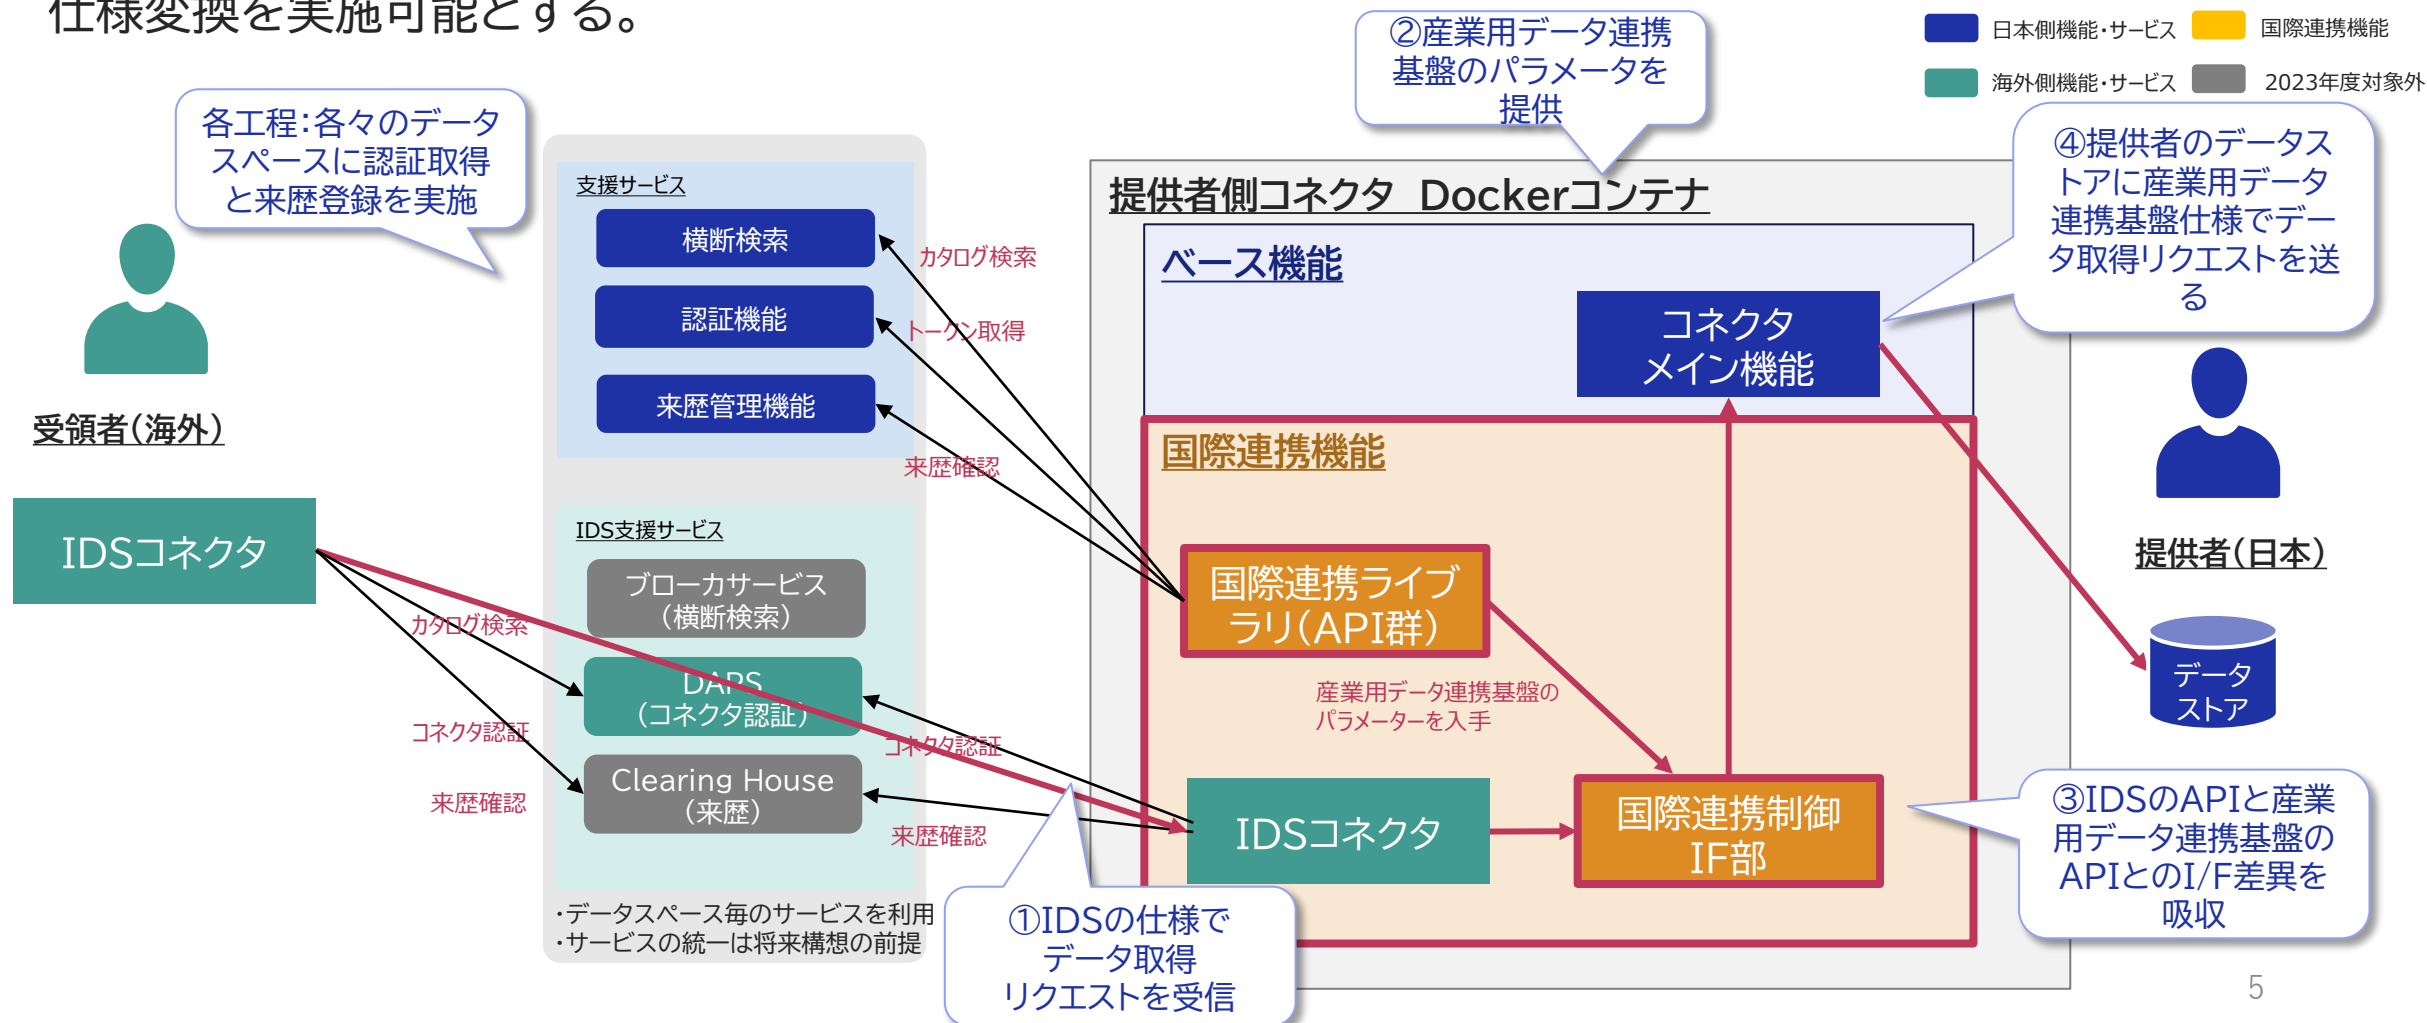 仕様変換を実施可能とする。
日本側機能・サービス
国際連携機能
海外側機能・サービス
2023年度対象外
各工程：各々のデータ
スペースに認証取得
と来歴登録を実施
②産業用データ連携
基盤のパラメータを
提供
④提供者のデータス
トアに産業用データ
連携基盤仕様でデー
タ取得リクエストを送
る
受領者（海外）
IDSコネクタ
支援サービス
横断検索
認証機能
来歴管理機能
カタログ検索
トークン取得
来歴確認
IDS支援サービス
ブローカサービス
（横断検索）
DAPS
（コネクタ認証）
Clearing House
（来歴）
カタログ検索
コネクタ認証
来歴確認
コネクタ認証
来歴確認
・データスペース毎のサービスを利用
・サービスの統一は将来構想の前提
提供者側コネクタ　Dockerコンテナ
ベース機能
コネクタ
メイン機能
国際連携機能
国際連携ライブ
ラリ（API群）
産業用データ連携基盤の
パラメーターを入手
IDSコネクタ
国際連携制御
IF部
提供者（日本）
データ
ストア
①IDSの仕様で
データ取得
リクエストを受信
③IDSのAPIと産業
用データ連携基盤の
APIとのI/F差異を
吸収
5